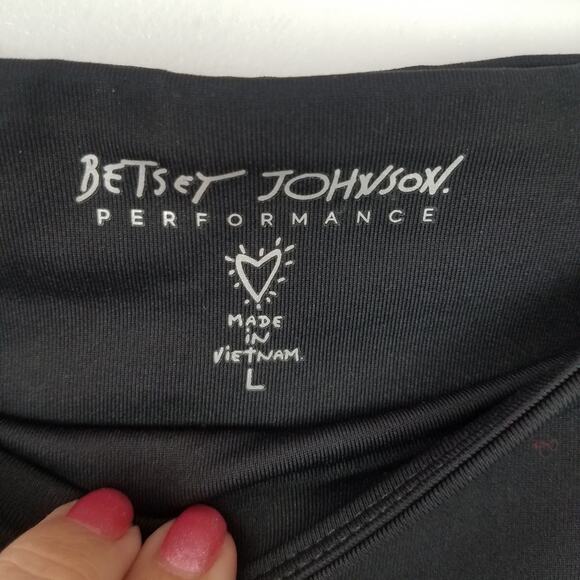 BETSEY JOHNSON.
PERFORMANCE
MADE
iN
ViETNAM.
L